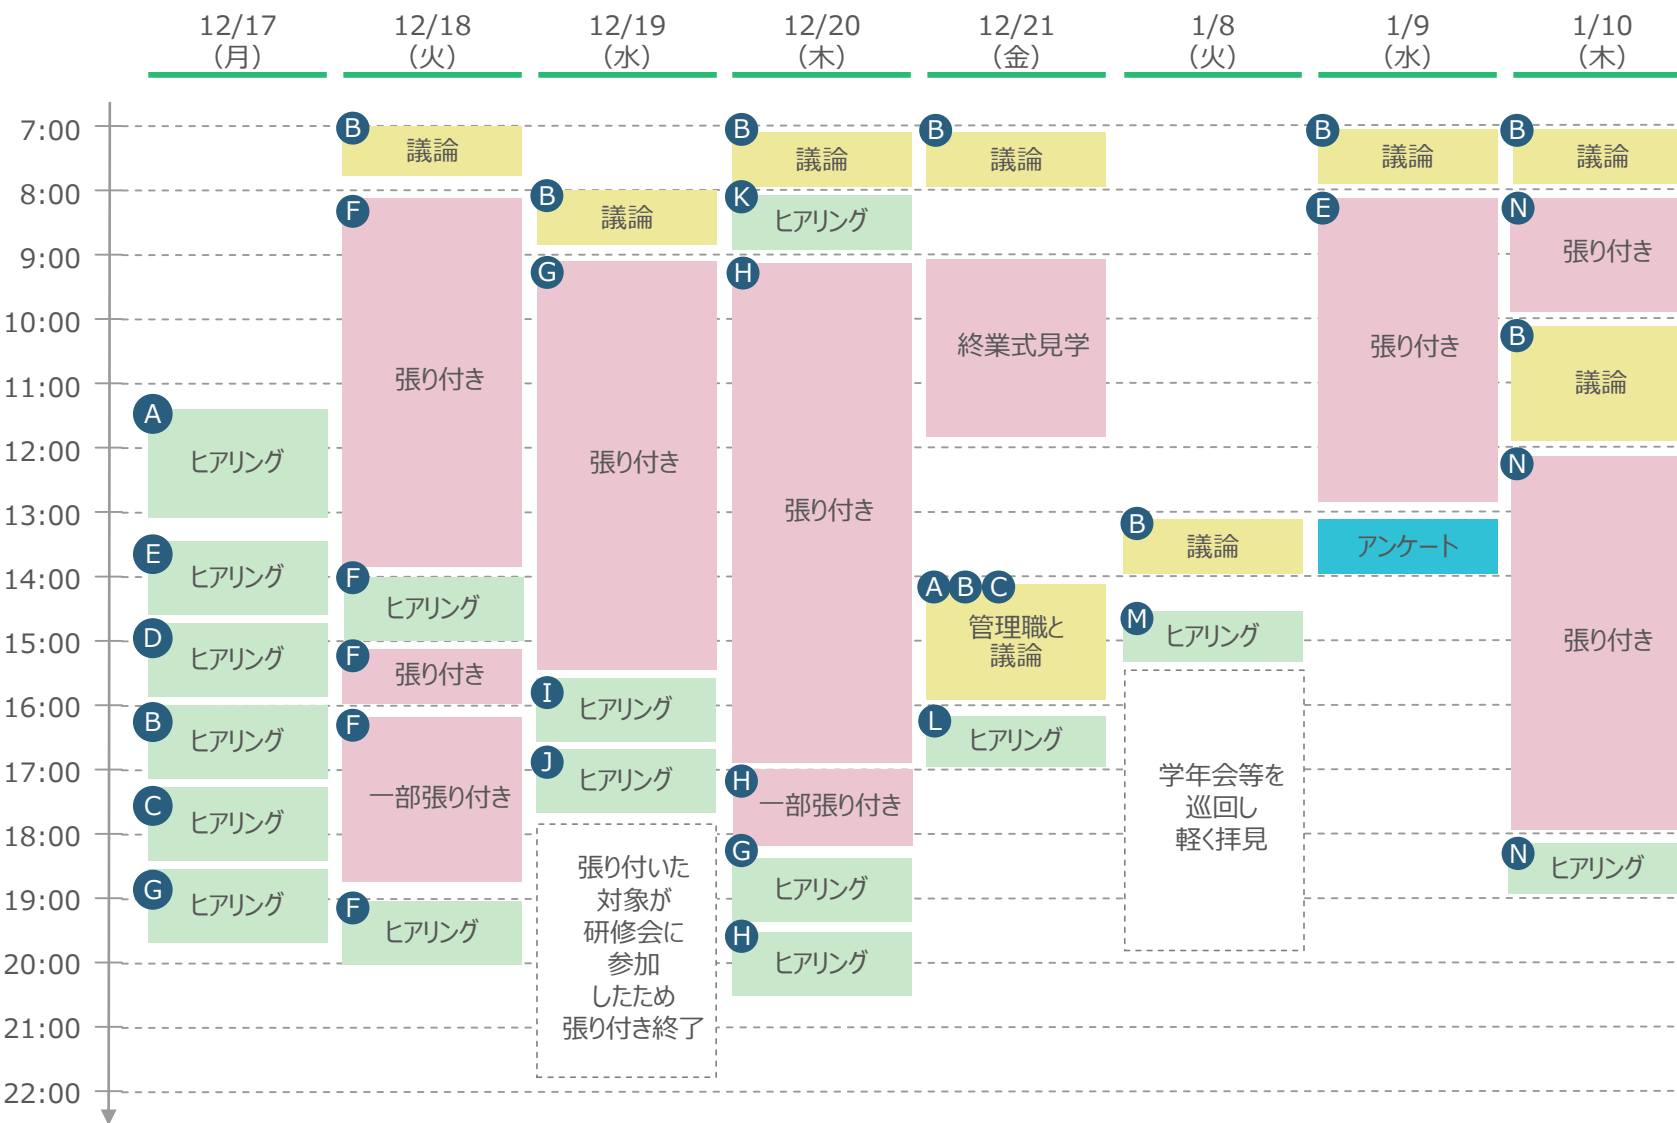 12/17
（月）
12/18
（火）
12/19
（水）
12/20
（木）
12/21
（金）
1/8
（火）
1/9
（水）
1/10
（木）
7:00
8:00
9:00
10:00
11:00
12:00
13:00
14:00
15:00
16:00
17:00
18:00
19:00
20:00
21:00
22:00
A
ヒアリング
E
ヒアリング
D
ヒアリング
B
ヒアリング
C
ヒアリング
G
ヒアリング
B
議論
F
張り付き
F
ヒアリング
F
張り付き
F
一部張り付き
F
ヒアリング
B
議論
G
張り付き
I
ヒアリング
J
ヒアリング
張り付いた
対象が
研修会に
参加
したため
張り付き終了
B
議論
K
ヒアリング
H
張り付き
H
一部張り付き
G
ヒアリング
H
ヒアリング
B
議論
終業式見学
A B C
管理職と
議論
L
ヒアリング
B
議論
M
ヒアリング
学年会等を
巡回し
軽く拝見
B
議論
E
張り付き
アンケート
B
議論
N
張り付き
B
議論
N
張り付き
N
ヒアリング